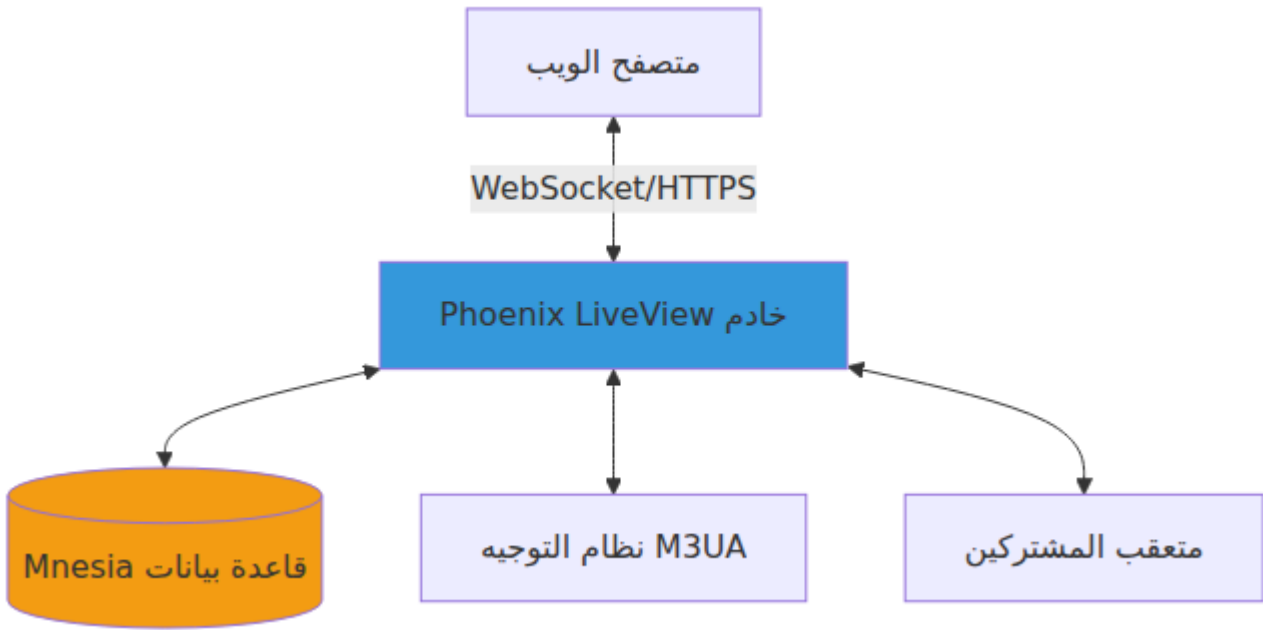 متصفح الويب
WebSocket/HTTPS
خادم Phoenix LiveView
قاعدة بيانات Mnesia
M3UA نظام التوجيه
متعقب المشتركين